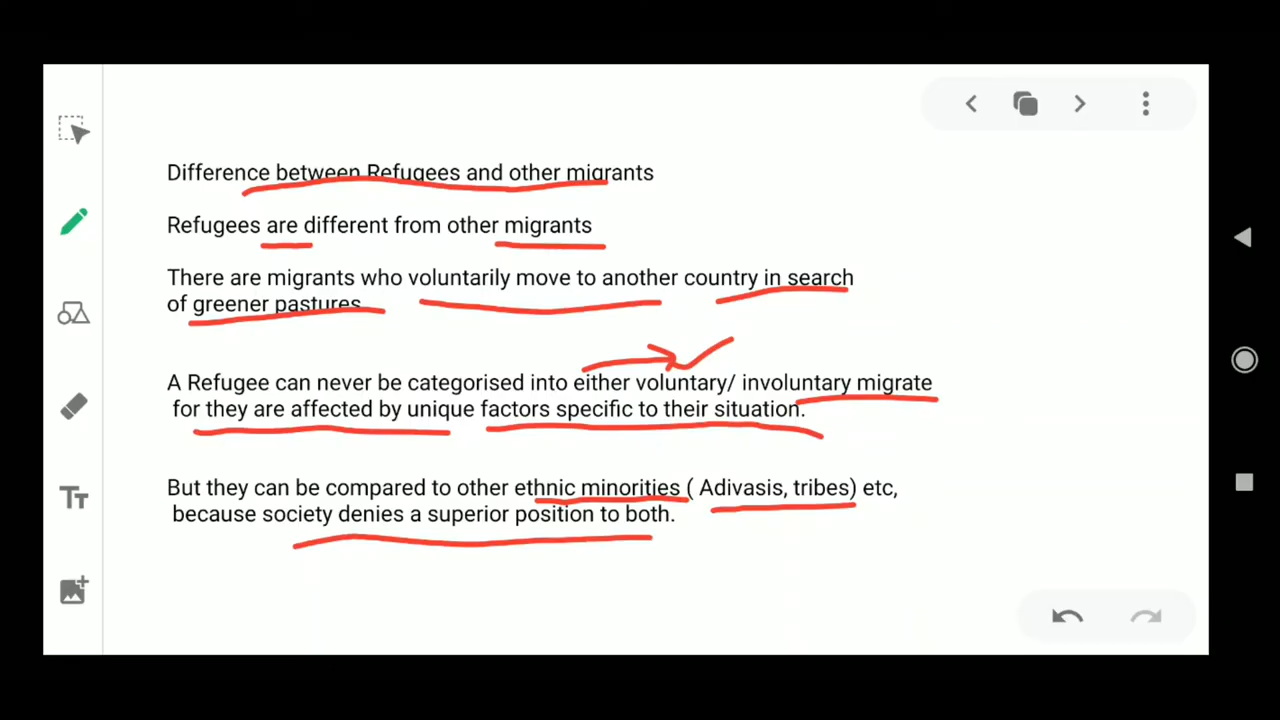 Difference between Refugees and other migrants
Refugees are different from other migrants
There are migrants who voluntarily move to another country in search
of greener pastures
A Refugee can never be categorised into either voluntary/ involuntary migrate
for they are affected by unique factors specific to their situation.
But they can be compared to other ethnic minorities ( Adivasis, tribes) etc,
because society denies a superior position to both.